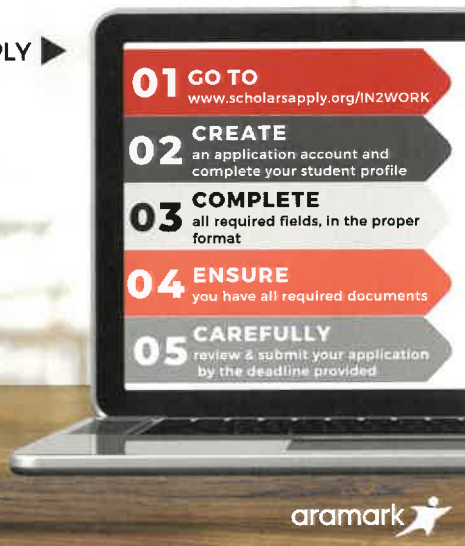 PLY
01 GO TO
www.scholarsapply.org/IN2WORK
02 CREATE
an application account and
complete your student profile
03 COMPLETE
all required fields, in the proper
format
04 ENSURE
you have all required documents
05 CAREFULLY
review & submit your application
by the deadline provided
aramark